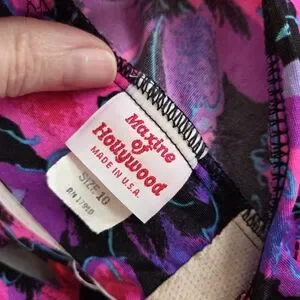 Maxine
of
Hollywood
MADE IN U.S.A.
SIZE 10